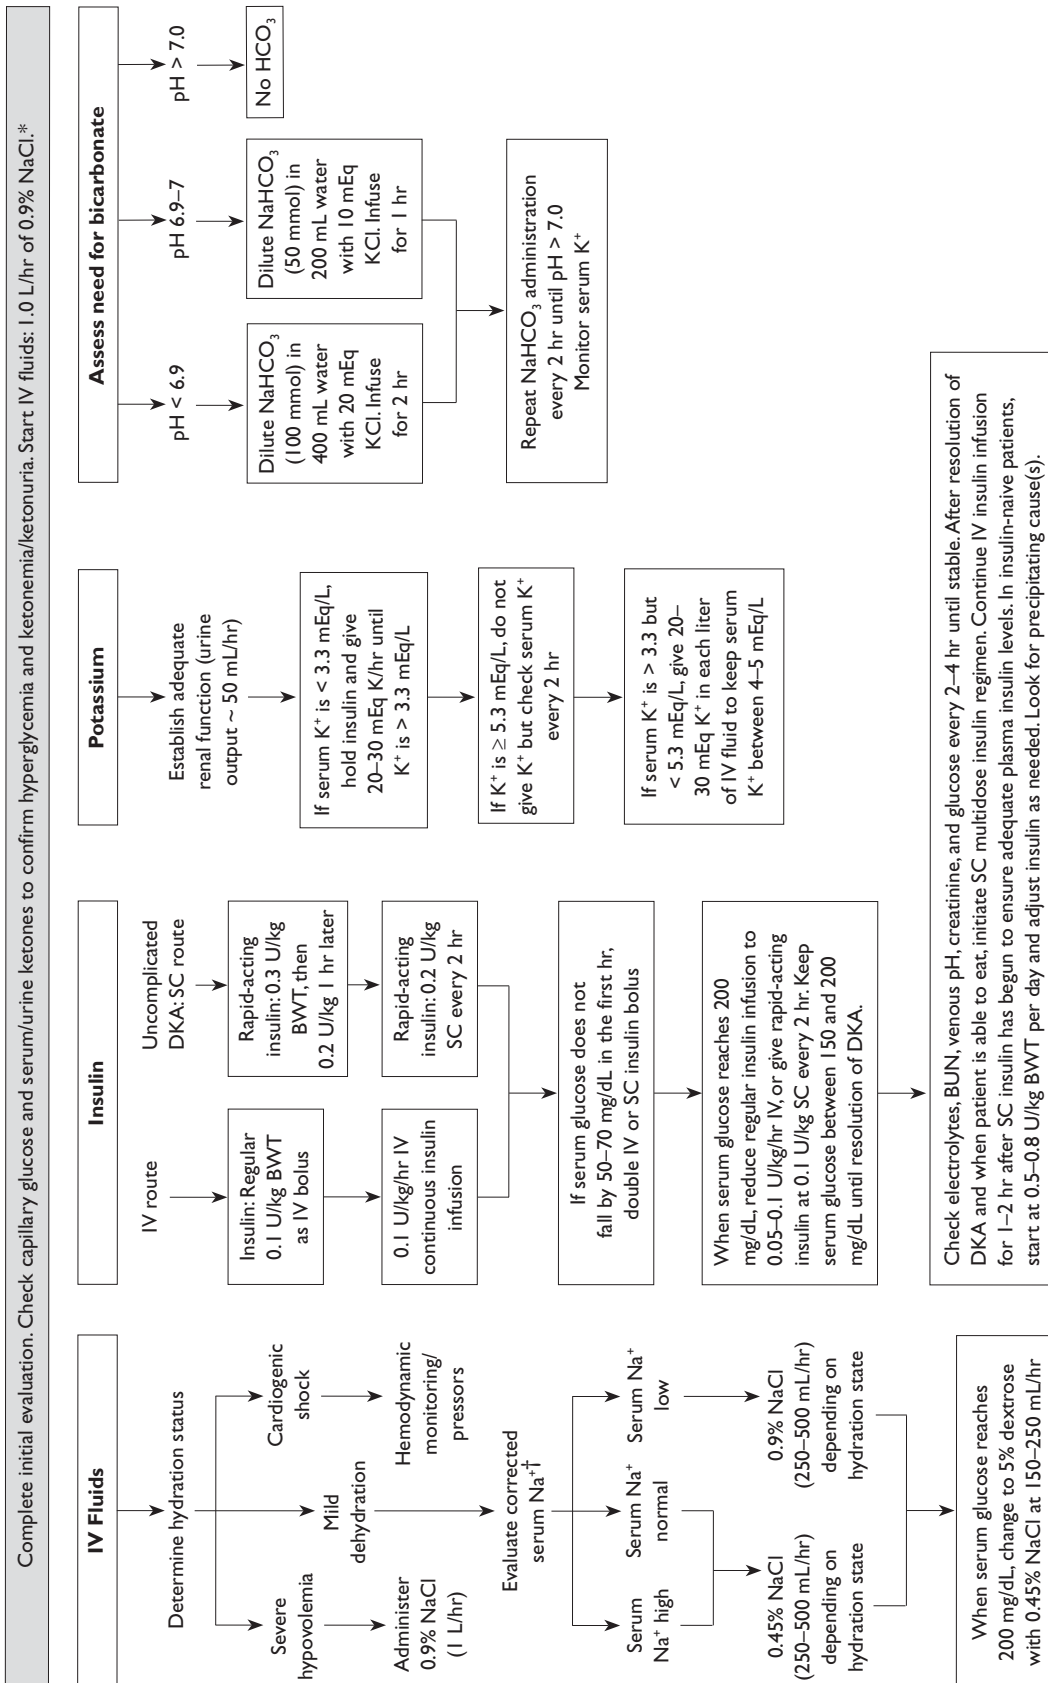 Complete initial evaluation. Check capillary glucose and serum/urine ketones to confirm hyperglycemia and ketonemia/ketonuria. Start IV fluids: 1.0 L/hr of 0.9% NaCl.*
IV Fluids
Determine hydration status
Severe
hypovolemia
Administer
0.9% NaCl
(1 L/hr)
Mild
dehydration
Cardiogenic
shock
Hemodynamic
monitoring/
pressors
Evaluate corrected
serum Na⁺†
Serum
Na⁺ high
Serum Na⁺
normal
Serum Na⁺
low
0.45% NaCl
(250–500 mL/hr)
depending on
hydration state
0.9% NaCl
(250–500 mL/hr)
depending on
hydration state
When serum glucose reaches
200 mg/dL, change to 5% dextrose
with 0.45% NaCl at 150–250 mL/hr
Insulin
IV route
Insulin: Regular
0.1 U/kg BWT
as IV bolus
0.1 U/kg/hr IV
continuous insulin
infusion
Uncomplicated
DKA: SC route
Rapid-acting
insulin: 0.3 U/kg
BWT, then
0.2 U/kg 1 hr later
Rapid-acting
insulin: 0.2 U/kg
SC every 2 hr
If serum glucose does not
fall by 50–70 mg/dL in the first hr,
double IV or SC insulin bolus
When serum glucose reaches 200
mg/dL, reduce regular insulin infusion to
0.05–0.1 U/kg/hr IV, or give rapid-acting
insulin at 0.1 U/kg SC every 2 hr. Keep
serum glucose between 150 and 200
mg/dL until resolution of DKA.
Potassium
Establish adequate
renal function (urine
output ~ 50 mL/hr)
If serum K⁺ is < 3.3 mEq/L,
hold insulin and give
20–30 mEq K/hr until
K⁺ is > 3.3 mEq/L
If K⁺ is ≥ 5.3 mEq/L, do not
give K⁺ but check serum K⁺
every 2 hr
If serum K⁺ is > 3.3 but
< 5.3 mEq/L, give 20–
30 mEq K⁺ in each liter
of IV fluid to keep serum
K⁺ between 4–5 mEq/L
Assess need for bicarbonate
pH < 6.9
Dilute NaHCO₃
(100 mmol) in
400 mL water
with 20 mEq
KCl. Infuse
for 2 hr
pH 6.9–7
Dilute NaHCO₃
(50 mmol) in
200 mL water
with 10 mEq
KCl. Infuse
for 1 hr
pH > 7.0
No HCO₃
Repeat NaHCO₃ administration
every 2 hr until pH > 7.0
Monitor serum K⁺
Check electrolytes, BUN, venous pH, creatinine, and glucose every 2–4 hr until stable. After resolution of
DKA and when patient is able to eat, initiate SC multidose insulin regimen. Continue IV insulin infusion
for 1–2 hr after SC insulin has begun to ensure adequate plasma insulin levels. In insulin-naive patients,
start at 0.5–0.8 U/kg BWT per day and adjust insulin as needed. Look for precipitating cause(s).